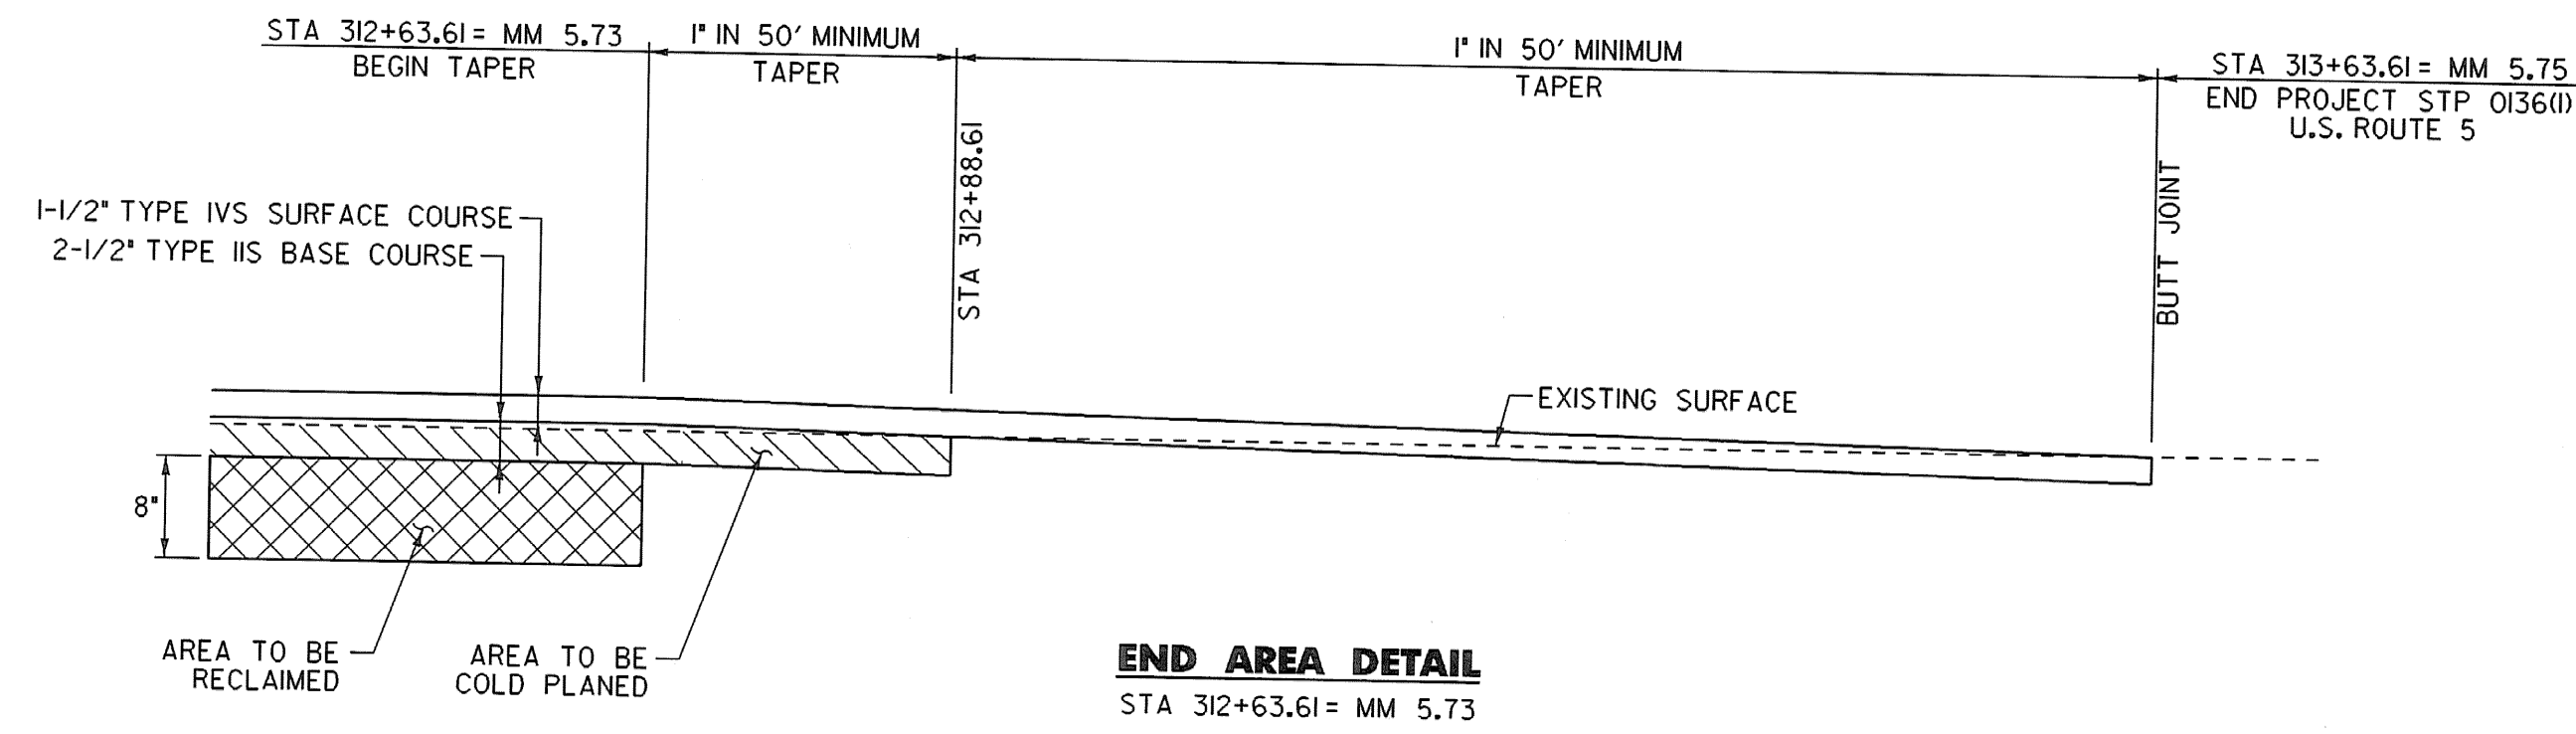 STA 312+63.61 = MM 5.73
BEGIN TAPER
1" IN 50' MINIMUM
TAPER
1" IN 50' MINIMUM
TAPER
STA 313+63.61 = MM 5.75
END PROJECT STP 0136(1)
U.S. ROUTE 5
STA 312+88.61
BUTT JOINT
1-1/2" TYPE IVS SURFACE COURSE
2-1/2" TYPE IIS BASE COURSE
EXISTING SURFACE
8"
AREA TO BE
RECLAIMED
AREA TO BE
COLD PLANED
END AREA DETAIL
STA 312+63.61 = MM 5.73